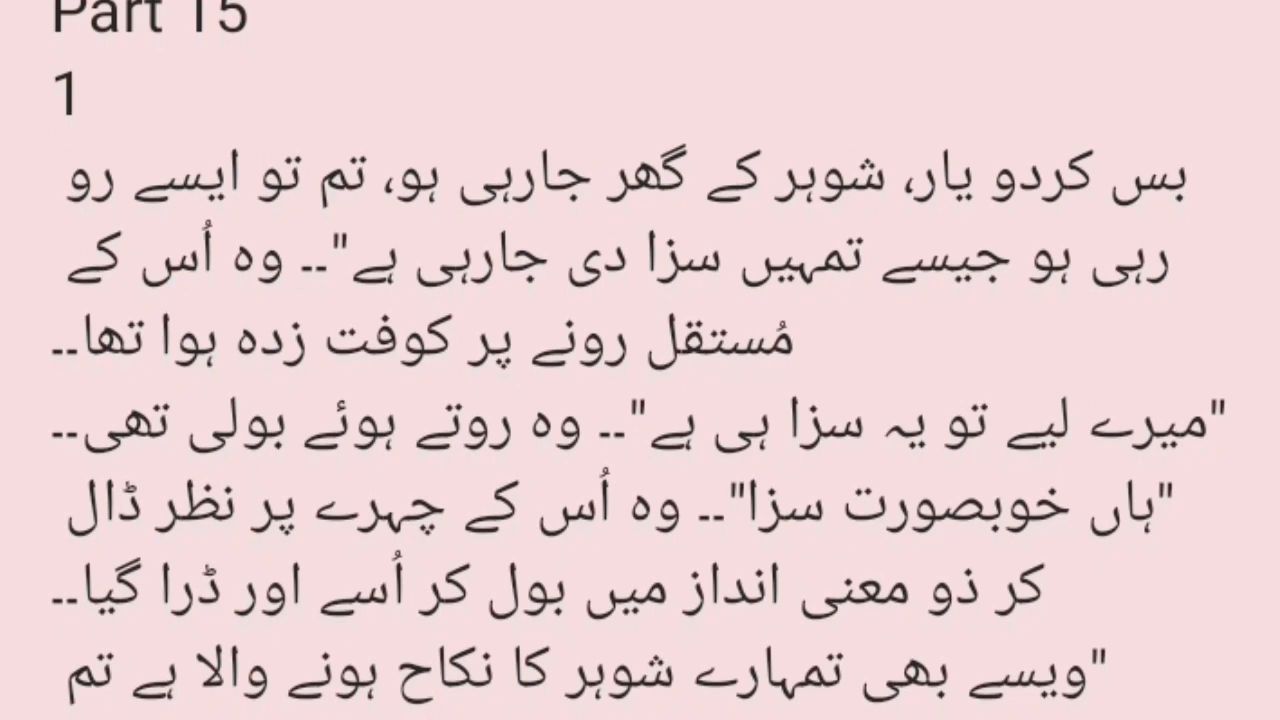 Part 15
1
بس کردو یار، شوہر کے گھر جارہی ہو، تم تو ایسے رو
رہی ہو جیسے تمہیں سزا دی جارہی ہے"۔۔ وہ اُس کے
مُستقل رونے پر کوفت زدہ ہوا تھا۔۔
"میرے لیے تو یہ سزا ہی ہے"۔۔ وہ روتے ہوئے بولی تھی۔۔
"ہاں خوبصورت سزا"۔۔ وہ اُس کے چہرے پر نظر ڈال
کر ذو معنی انداز میں بول کر اُسے اور ڈرا گیا۔۔
"ویسے بھی تمہارے شوہر کا نکاح ہونے والا ہے تم